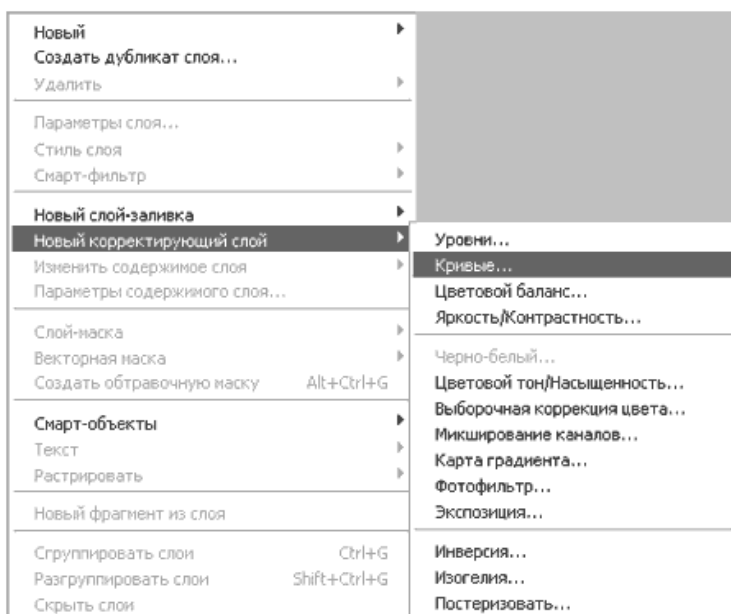 Новый
Создать дубликат слоя...
Удалить
Параметры слоя...
Стиль слоя
Смарт-фильтр
Новый слой-заливка
Новый корректирующий слой
Изменить содержимое слоя
Параметры содержимого слоя...
Слой-маска
Векторная маска
Создать обтравочную маску Alt+Ctrl+G
Смарт-объекты
Текст
Растрировать
Новый фрагмент из слоя
Сгруппировать слои Ctrl+G
Разгруппировать слои Shift+Ctrl+G
Скрыть слои
Уровни...
Кривые...
Цветовой баланс...
Яркость/Контрастность...
Черно-белый...
Цветовой тон/Насыщенность...
Выборочная коррекция цвета...
Микширование каналов...
Карта градиента...
Фотофильтр...
Экспозиция...
Инверсия...
Изогелия...
Постеризовать...